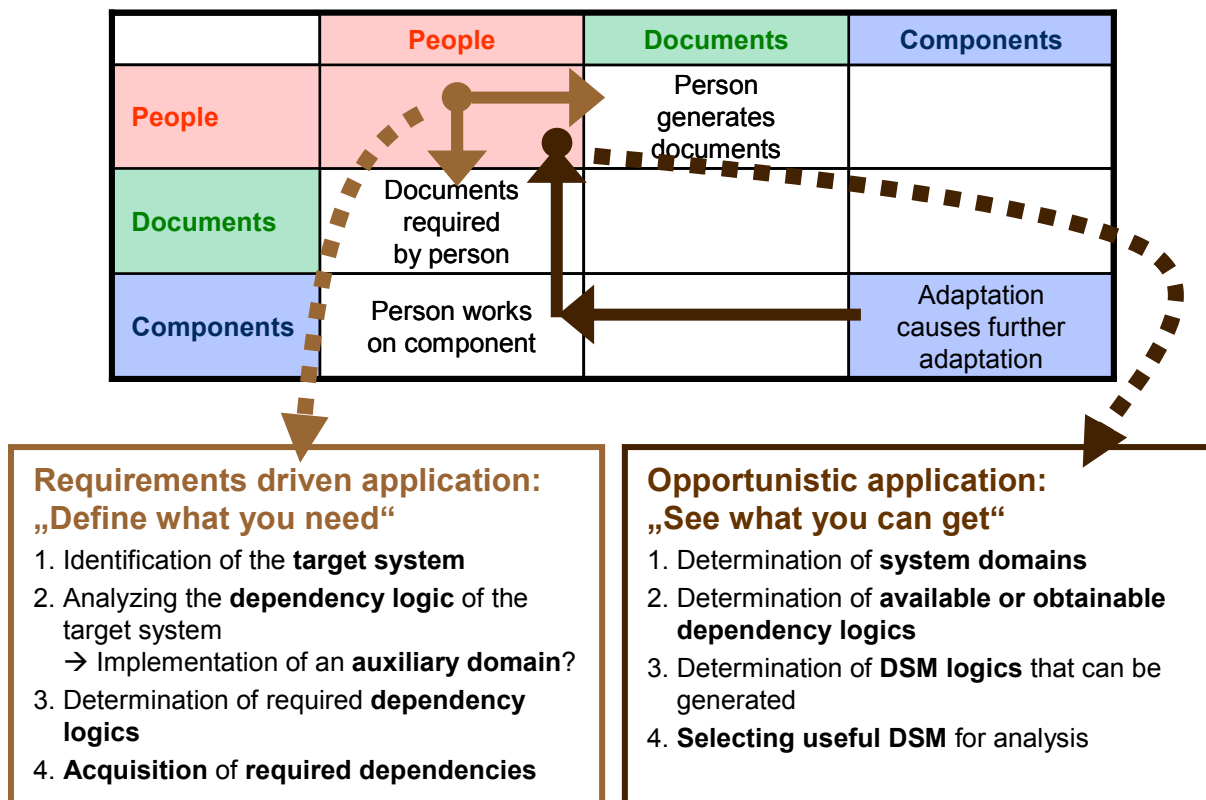 People Documents Components
People
Person
generates
documents
Documents
Documents
required
by person
Components
Person works
on component
Adaptation
causes further
adaptation
Requirements driven application:
„Define what you need“
1. Identification of the target system
2. Analyzing the dependency logic of the
target system
→ Implementation of an auxiliary domain?
3. Determination of required dependency
logics
4. Acquisition of required dependencies
Opportunistic application:
„See what you can get“
1. Determination of system domains
2. Determination of available or obtainable
dependency logics
3. Determination of DSM logics that can be
generated
4. Selecting useful DSM for analysis